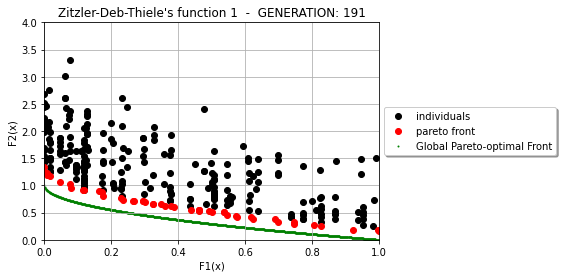 Zitzler-Deb-Thiele's function 1 - GENERATION: 191
4.0
3.5
3.0
2.5
2.0
1.5
1.0
0.5
0.0
F2(x)
0.0 0.2 0.4 0.6 0.8 1.0
F1(x)
individuals
pareto front
Global Pareto-optimal Front